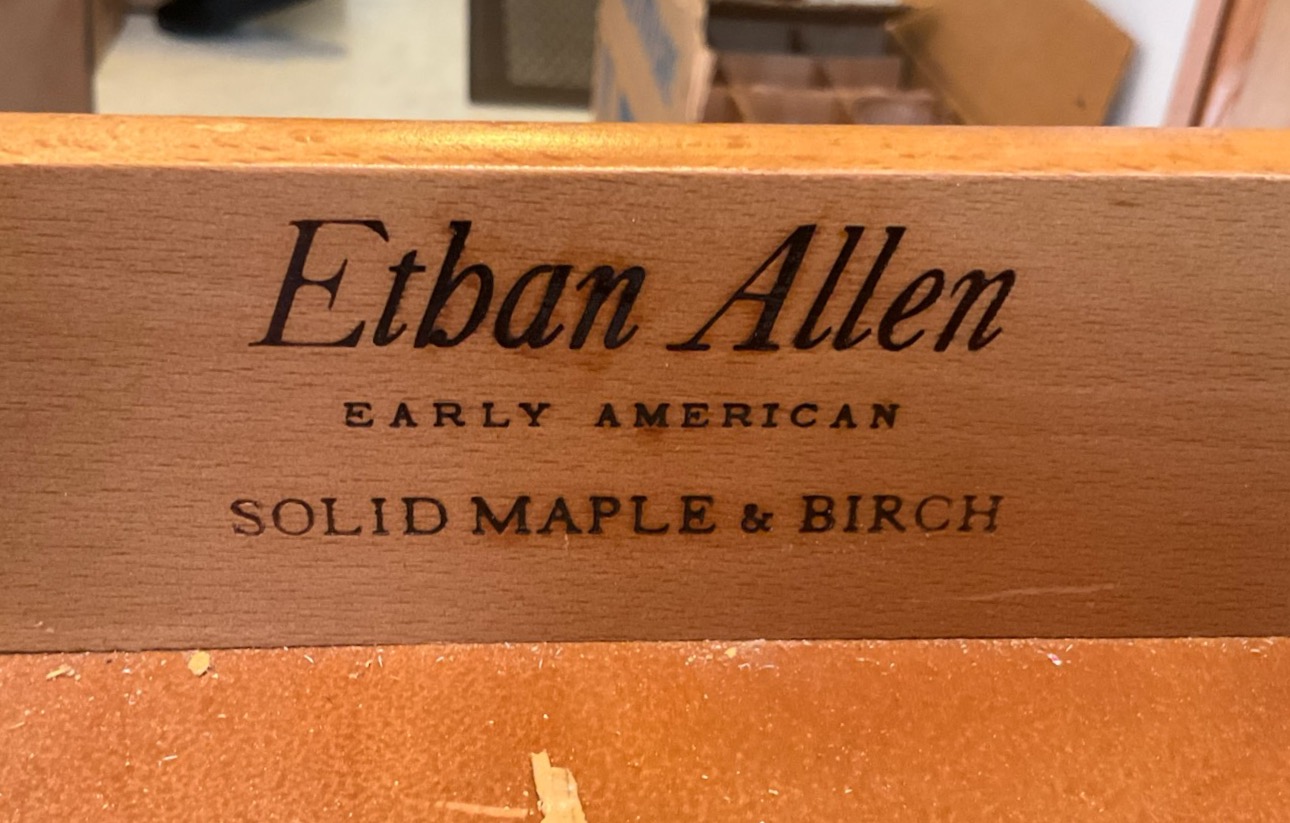 Ethan Allen
EARLY AMERICAN
SOLID MAPLE & BIRCH